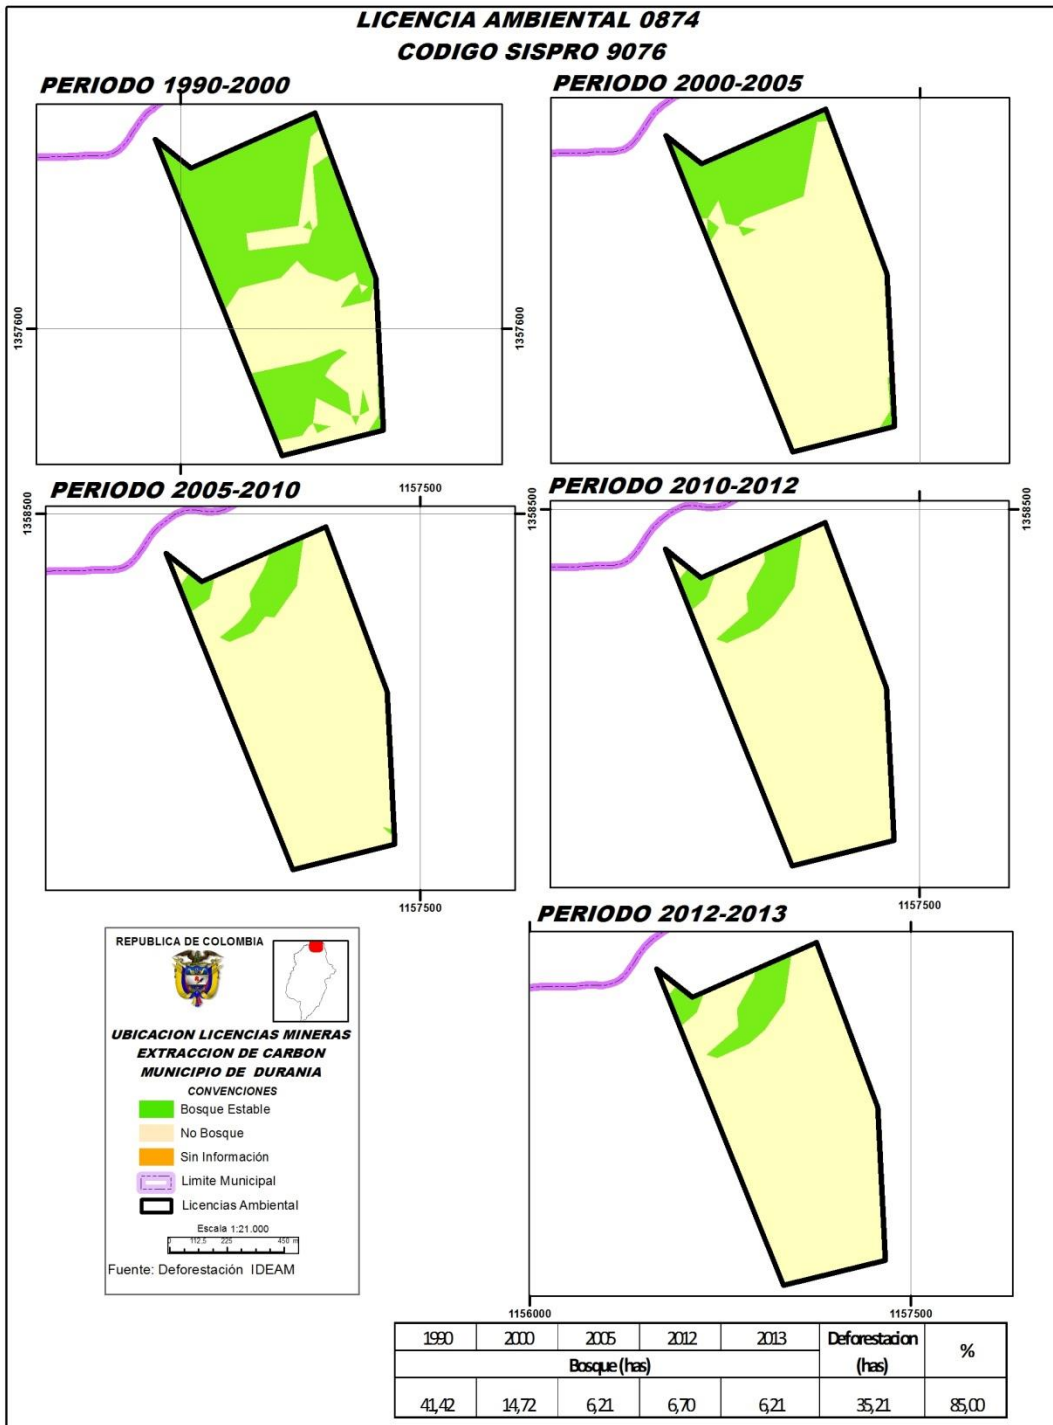 LICENCIA AMBIENTAL 0874
CODIGO SISPRO 9076
PERIODO 1990-2000
PERIODO 2000-2005
1357600
1357600
PERIODO 2005-2010
1157500
PERIODO 2010-2012
1358500
1358500
1358500
1157500
1157500
PERIODO 2012-2013
REPUBLICA DE COLOMBIA
UBICACION LICENCIAS MINERAS
EXTRACCION DE CARBON
MUNICIPIO DE DURANIA
CONVENCIONES
Bosque Estable
No Bosque
Sin Información
Limite Municipal
Licencias Ambiental
Escala 1:21.000
0 112,5 225 450 m
Fuente: Deforestación IDEAM
1156000
1157500
1990 2000 2005 2012 2013 Deforestacion (has) %
Bosque (has)
41,42 14,72 6,21 6,70 6,21 35,21 85,00